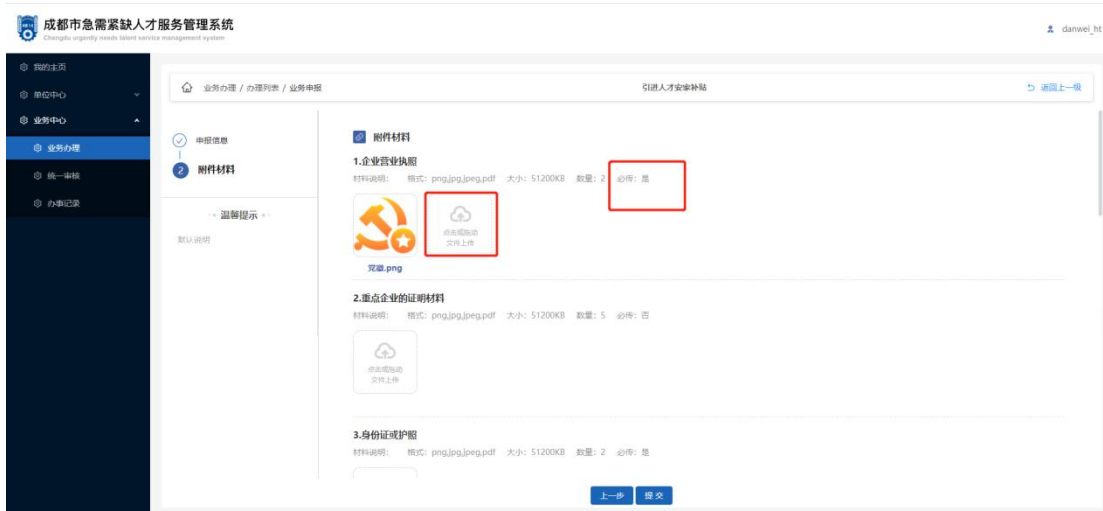 成都市急需紧缺人才服务管理系统
Chengdu urgently needs talent service management system
danwei_ht
我的主页
单位中心
业务中心
业务办理
统一审核
办事记录
业务办理 / 办理列表 / 业务申报
引进人才安家补贴
返回上一级
申报信息
2 附件材料
温馨提示
默认说明
附件材料
1.企业营业执照
材料说明: 格式: png,jpg,jpeg,pdf 大小: 51200KB 数量: 2 必传: 是
点击或拖动
文件上传
党徽.png
2.重点企业的证明材料
材料说明: 格式: png,jpg,jpeg,pdf 大小: 51200KB 数量: 5 必传: 否
点击或拖动
文件上传
3.身份证或护照
材料说明: 格式: png,jpg,jpeg,pdf 大小: 51200KB 数量: 2 必传: 是
上一步
提交